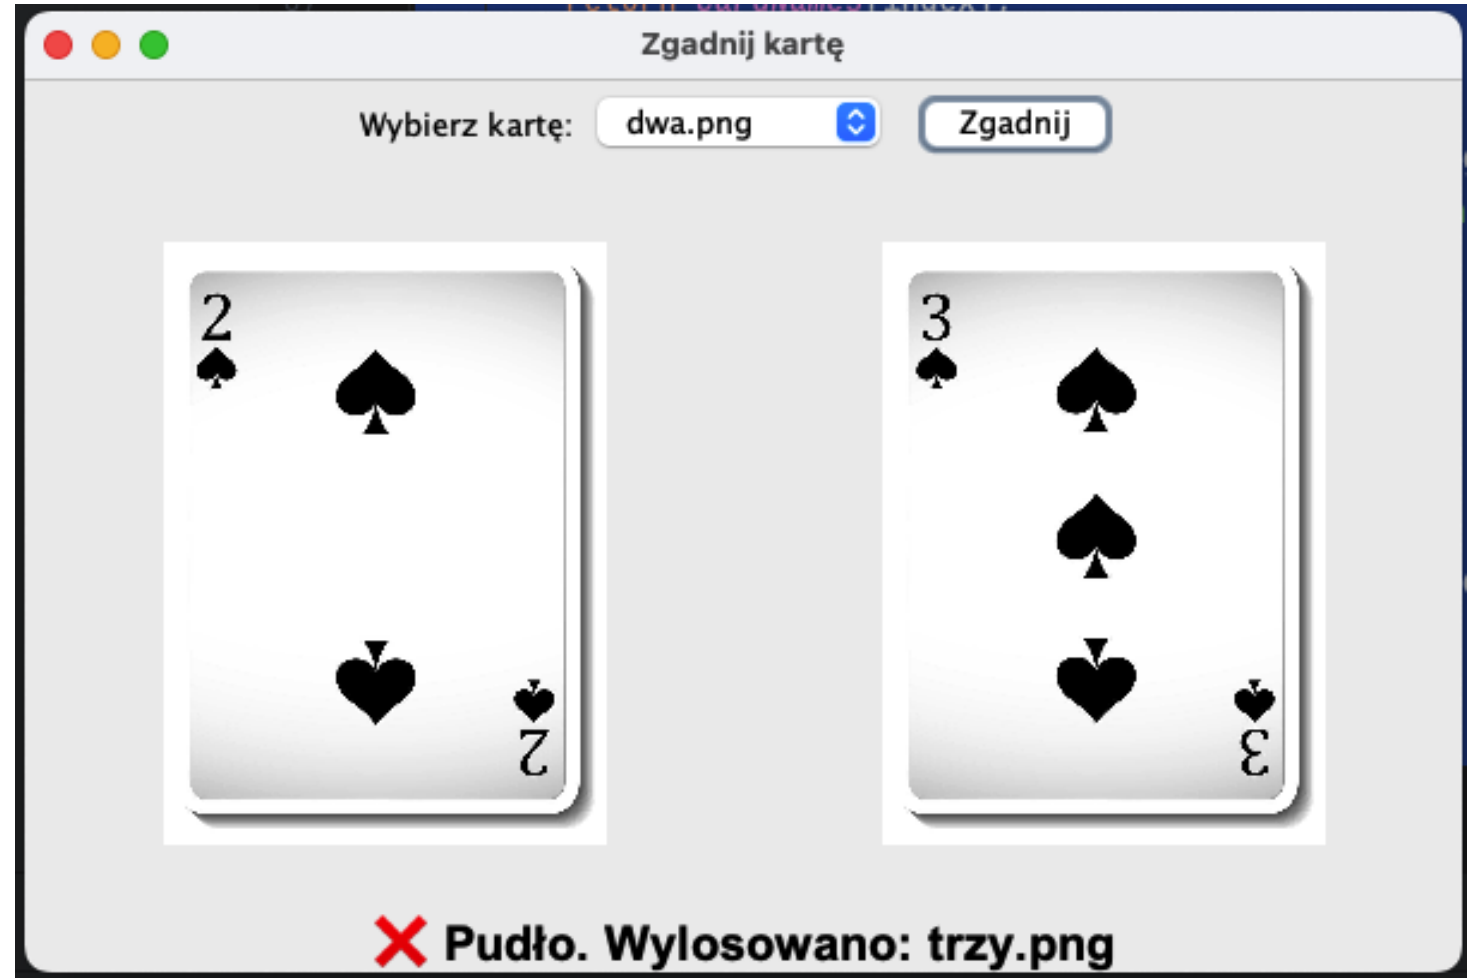 Zgadnij kartę
Wybierz kartę: dwa.png Zgadnij
2 3
2 3
❌ Pudło. Wylosowano: trzy.png